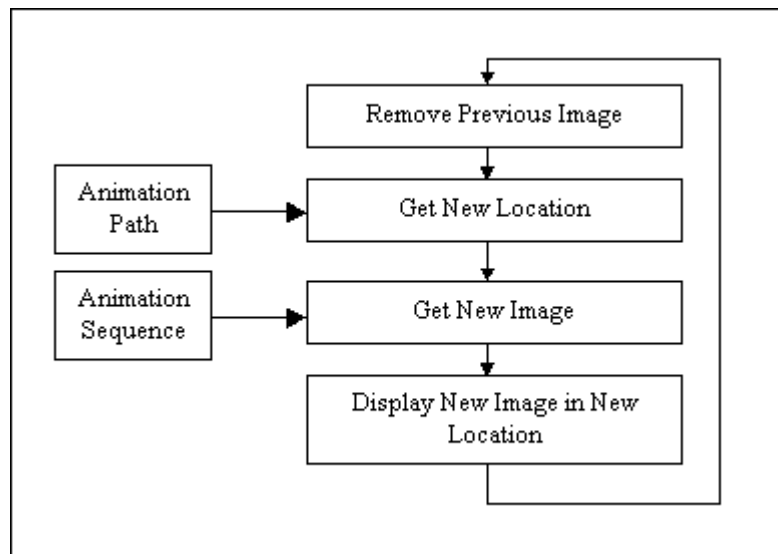 Remove Previous Image
Animation
Path
Get New Location
Animation
Sequence
Get New Image
Display New Image in New
Location